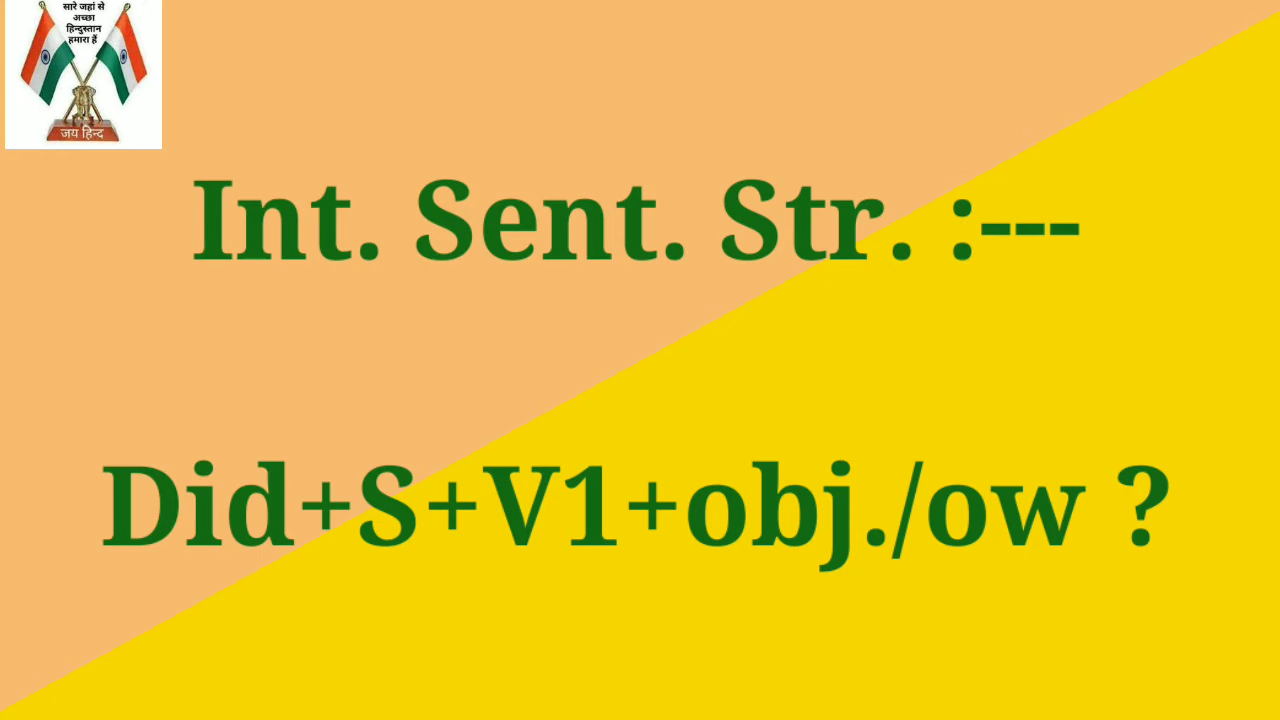 सारे जहां से
अच्छा
हिन्दुस्तान
हमारा हैं
जय हिन्द
Int. Sent. Str. :---
Did+S+V1+obj./ow ?